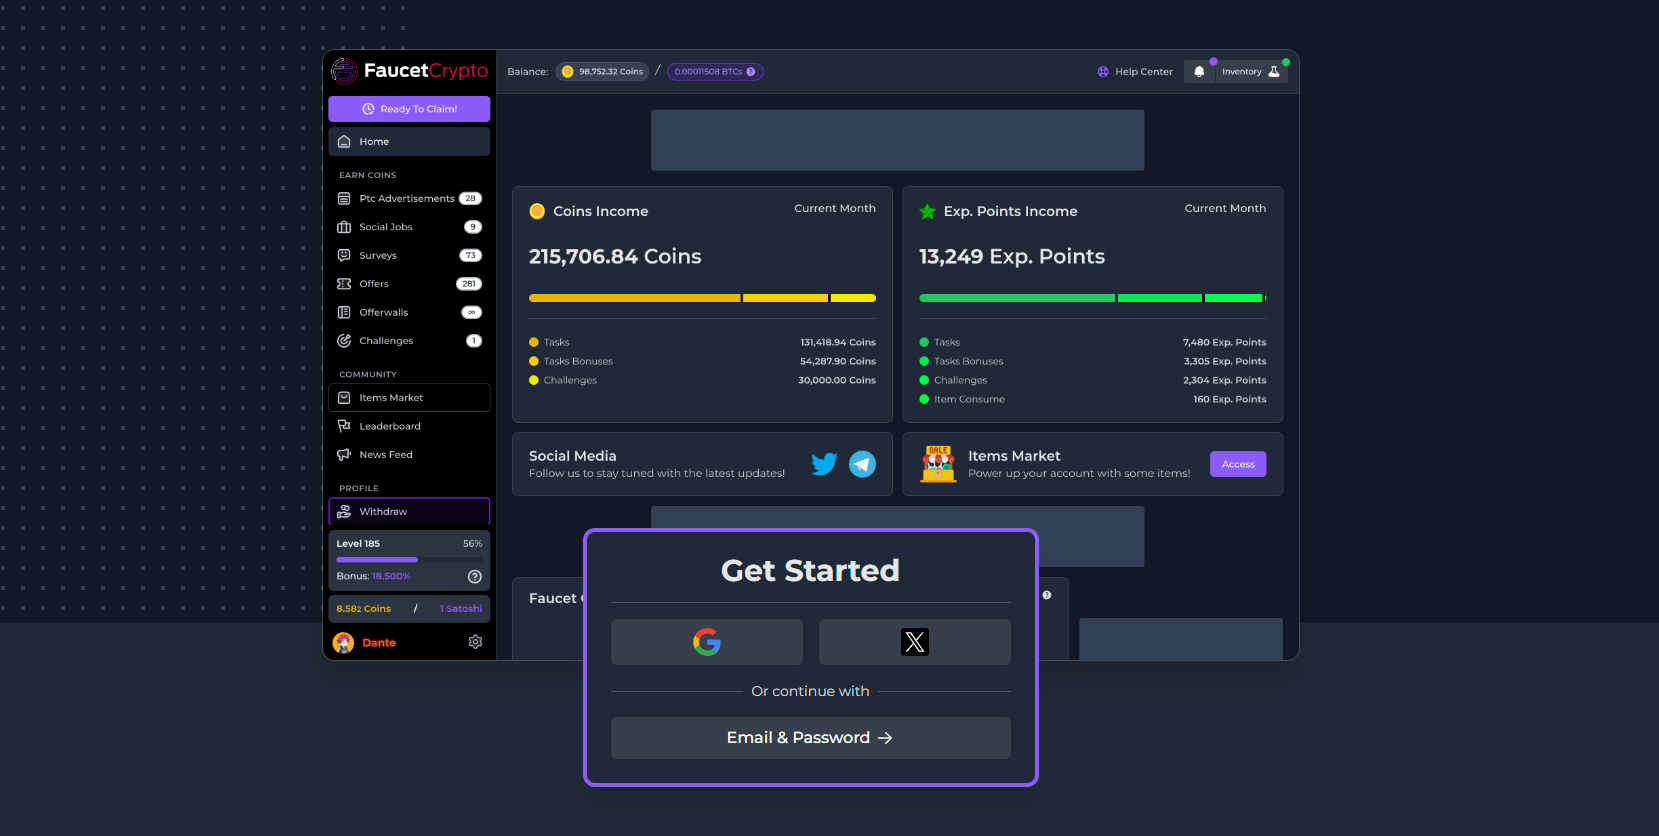 FaucetCrypto
Ready To Claim!
Home
EARN COINS
Ptc Advertisements 28
Social Jobs 9
Surveys 73
Offers 281
Offerwalls ∞
Challenges 1
COMMUNITY
Items Market
Leaderboard
News Feed
PROFILE
Withdraw
Level 185 56%
Bonus: 18.500%
8.582 Coins / 1 Satoshi
Dante
Balance: 98,752.32 Coins / 0.00011508 BTCs ?
Help Center
Inventory
Coins Income Current Month
215,706.84 Coins
Tasks 131,418.94 Coins
Tasks Bonuses 54,287.90 Coins
Challenges 30,000.00 Coins
Exp. Points Income Current Month
13,249 Exp. Points
Tasks 7,480 Exp. Points
Tasks Bonuses 3,305 Exp. Points
Challenges 2,304 Exp. Points
Item Consume 160 Exp. Points
Social Media
Follow us to stay tuned with the latest updates!
SALE
Items Market
Power up your account with some items!
Access
Faucet
Get Started
Or continue with
Email & Password →